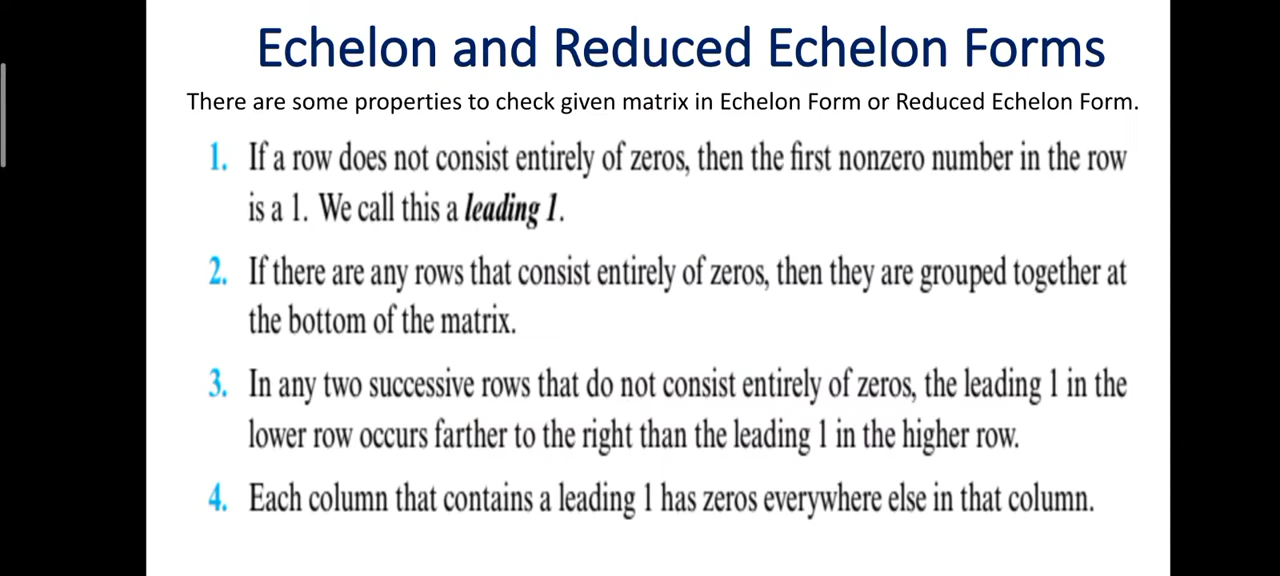 Echelon and Reduced Echelon Forms
There are some properties to check given matrix in Echelon Form or Reduced Echelon Form.
1. If a row does not consist entirely of zeros, then the first nonzero number in the row
is a 1. We call this a leading 1.
2. If there are any rows that consist entirely of zeros, then they are grouped together at
the bottom of the matrix.
3. In any two successive rows that do not consist entirely of zeros, the leading 1 in the
lower row occurs farther to the right than the leading 1 in the higher row.
4. Each column that contains a leading 1 has zeros everywhere else in that column.